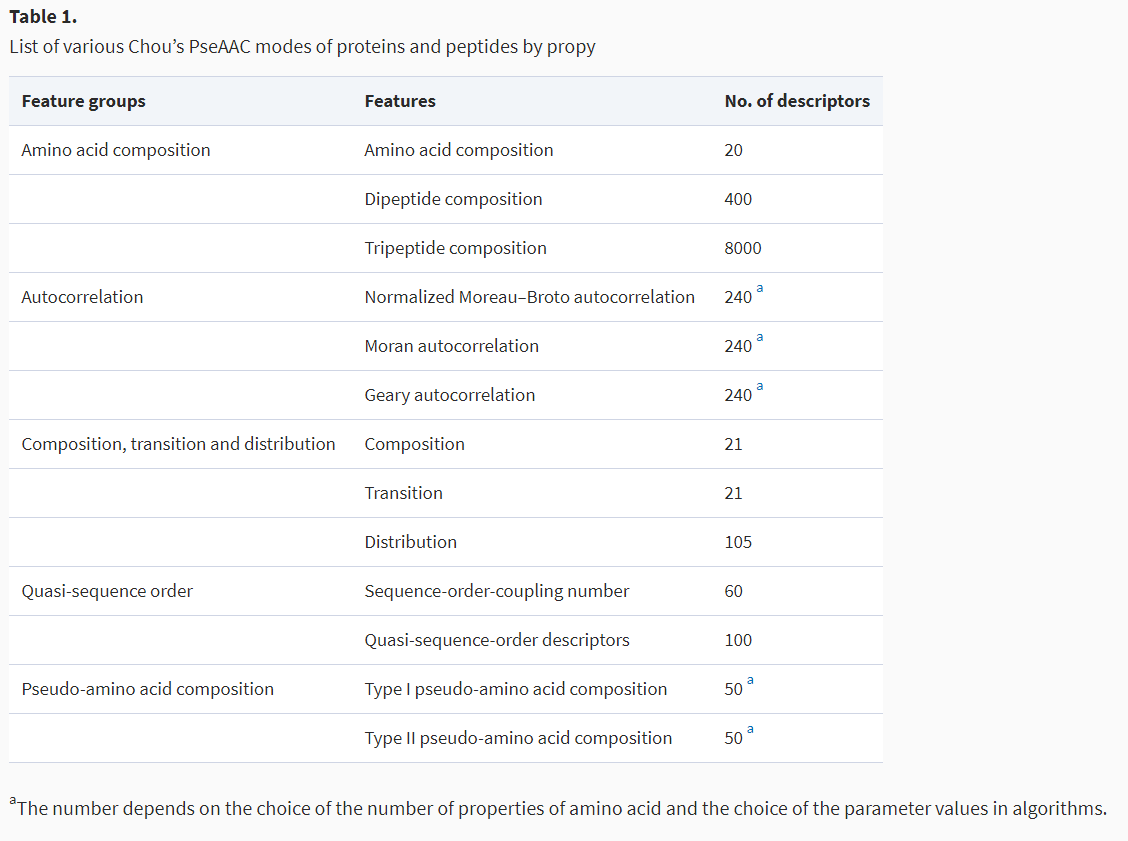 Table 1.
List of various Chou’s PseAAC modes of proteins and peptides by propy
Feature groups Features No. of descriptors
Amino acid composition Amino acid composition 20
Dipeptide composition 400
Tripeptide composition 8000
Autocorrelation Normalized Moreau–Broto autocorrelation 240 a
Moran autocorrelation 240 a
Geary autocorrelation 240 a
Composition, transition and distribution Composition 21
Transition 21
Distribution 105
Quasi-sequence order Sequence-order-coupling number 60
Quasi-sequence-order descriptors 100
Pseudo-amino acid composition Type I pseudo-amino acid composition 50 a
Type II pseudo-amino acid composition 50 a
aThe number depends on the choice of the number of properties of amino acid and the choice of the parameter values in algorithms.